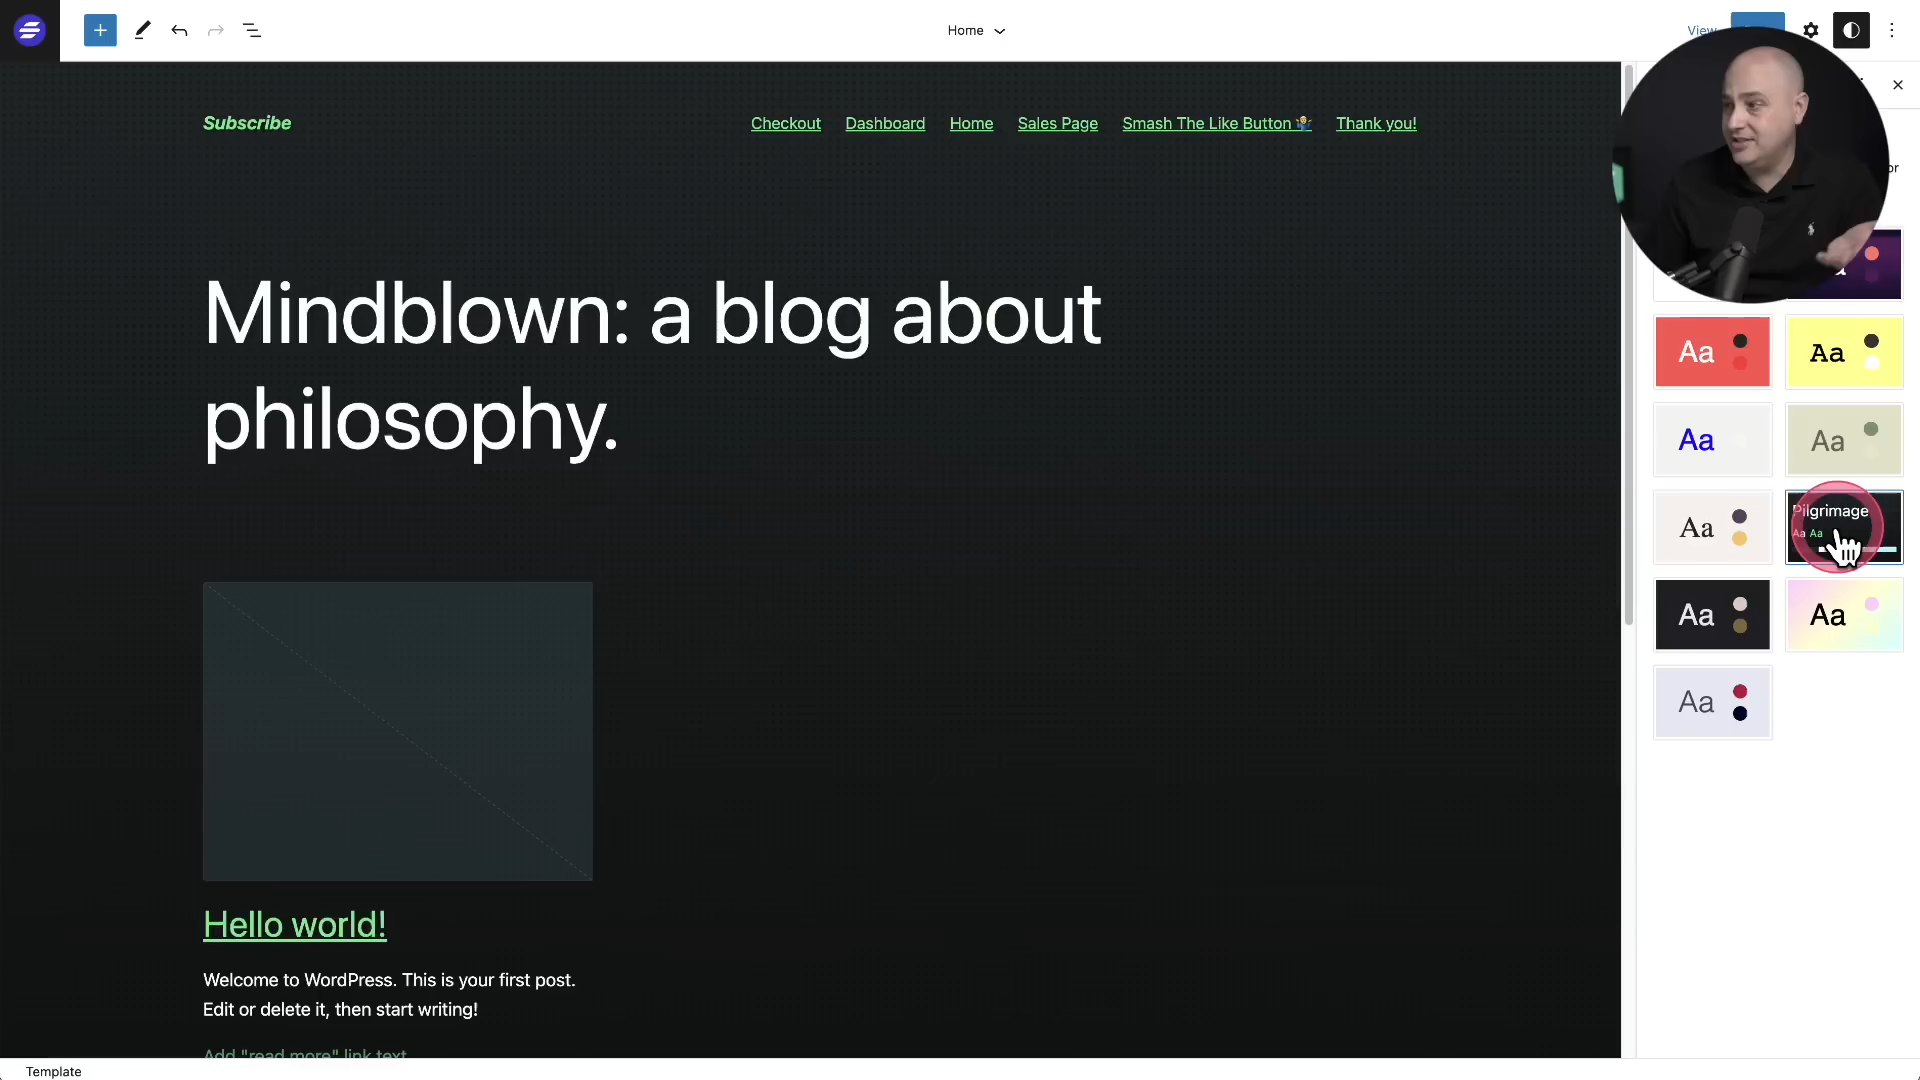 Home
View
Subscribe
Checkout Dashboard Home Sales Page Smash The Like Button 🤷‍♂️ Thank you!
Mindblown: a blog about
philosophy.
Aa Aa
Aa Aa
Aa Pilgrimage
Aa Aa
Aa Aa
Aa
Hello world!
Welcome to WordPress. This is your first post.
Edit or delete it, then start writing!
Add "read more" link text
Template